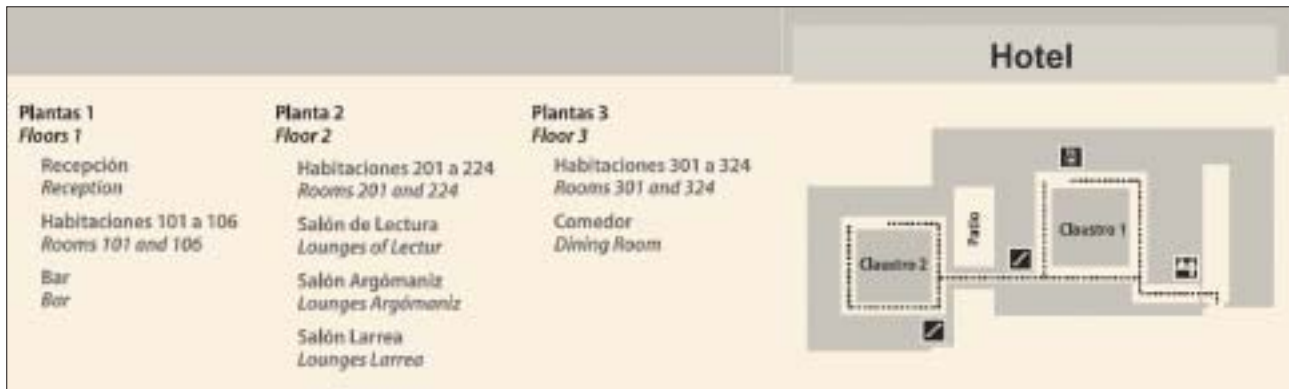 Hotel
Plantas 1
Floors 1
Recepción
Reception
Habitaciones 101 a 106
Rooms 101 and 106
Bar
Bar
Planta 2
Floor 2
Habitaciones 201 a 224
Rooms 201 and 224
Salón de Lectura
Lounges of Lectur
Salón Argómaniz
Lounges Argómaniz
Salón Larrea
Lounges Larrea
Plantas 3
Floor 3
Habitaciones 301 a 324
Rooms 301 and 324
Comedor
Dining Room
Claustro 2
Patio
Claustro 1